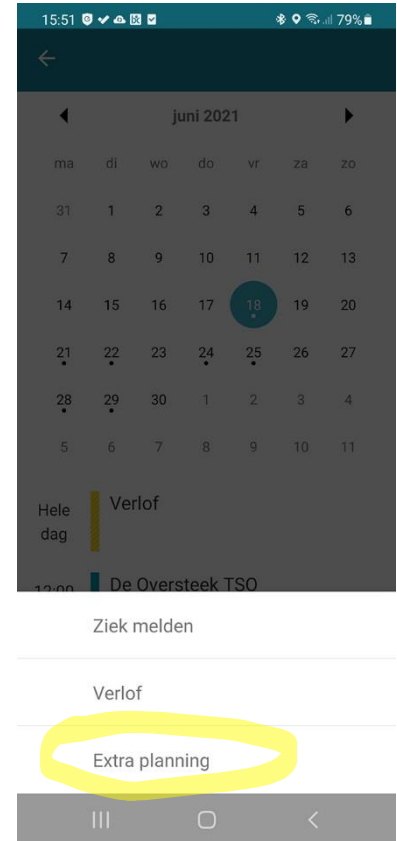 15:51 79%
juni 2021
ma di wo do vr za zo
31 1 2 3 4 5 6
7 8 9 10 11 12 13
14 15 16 17 18 19 20
21 22 23 24 25 26 27
28 29 30 1 2 3 4
5 6 7 8 9 10 11
Hele dag Verlof
12:00 De Oversteek TSO
Ziek melden
Verlof
Extra planning